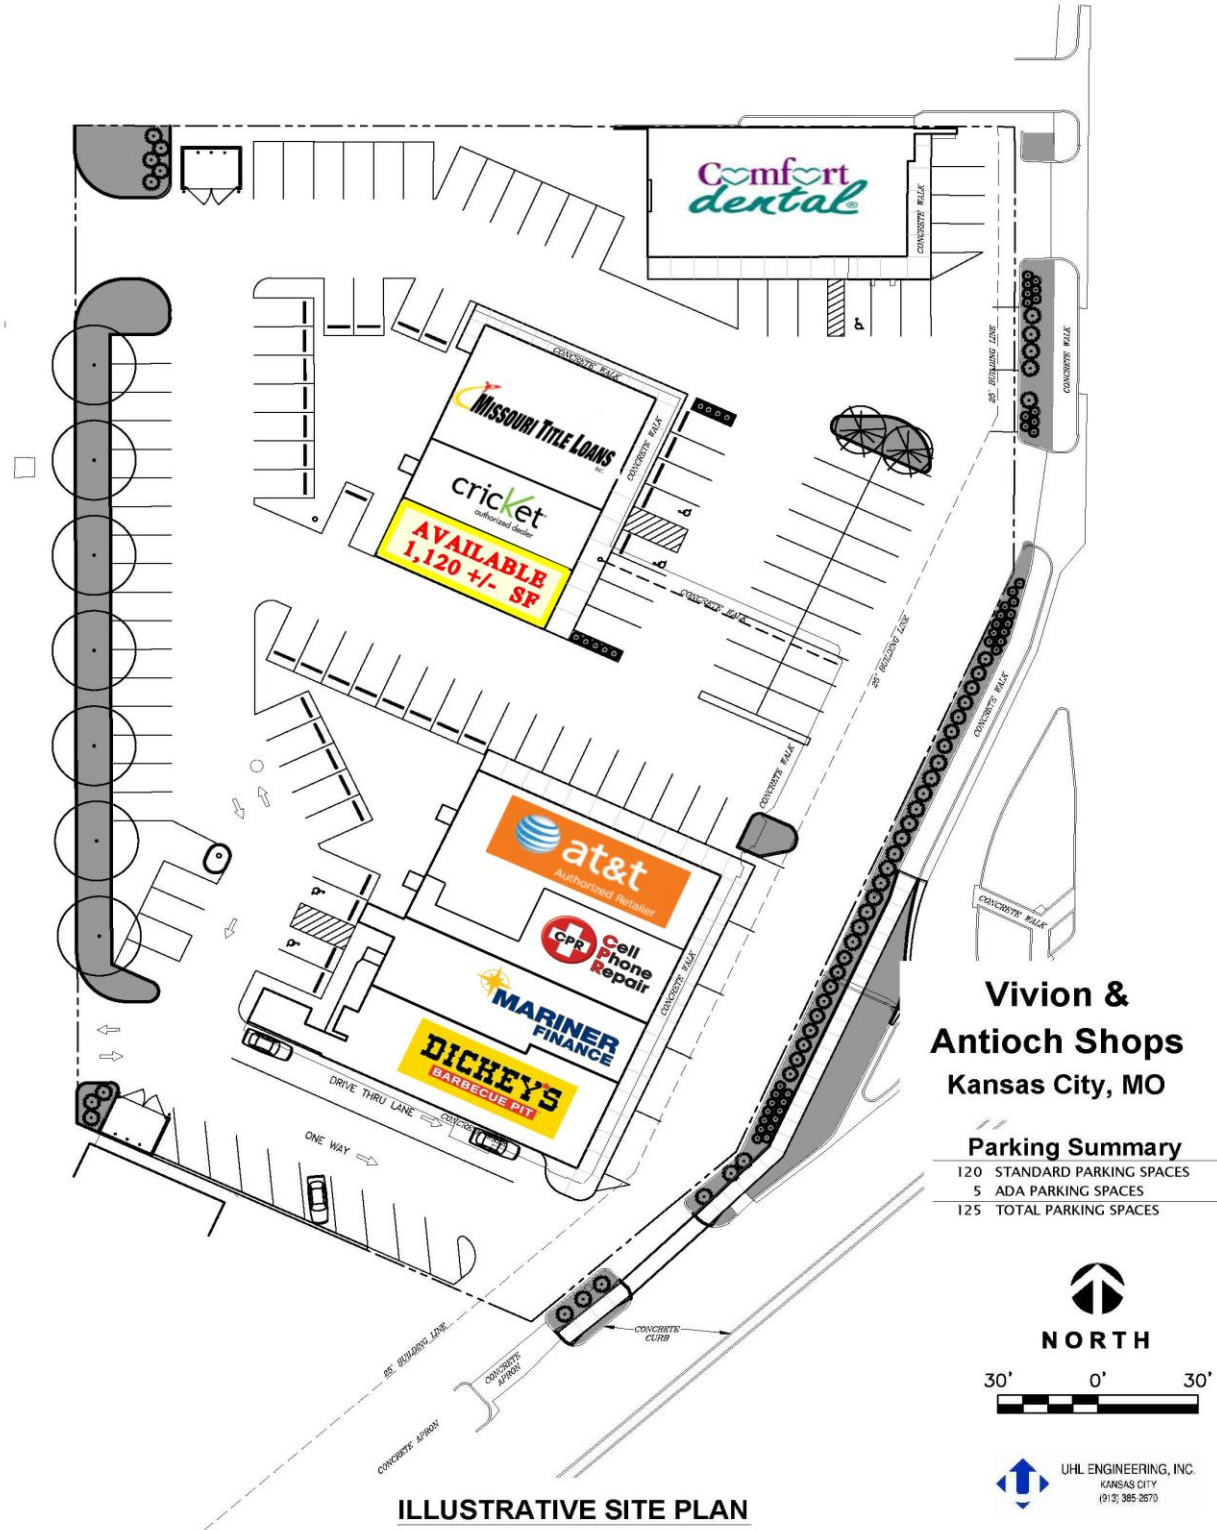 Comfort
dental®
CONCRETE WALK
25' BUILDING LINE
CONCRETE WALK
CONCRETE WALK
MISSOURI TITLE LOANS
INC.
CONCRETE WALK
cricket
authorized dealer
AVAILABLE
1,120 +/- SF
CONCRETE WALK
25' BUILDING LINE
CONCRETE WALK
CONCRETE WALK
at&t
Authorized Retailer
CONCRETE WALK
CPR
Cell
Phone
Repair
CONCRETE WALK
MARINER
FINANCE
DICKEY'S
BARBECUE PIT
DRIVE THRU LANE
ONE WAY
Vivion &
Antioch Shops
Kansas City, MO
Parking Summary
120 STANDARD PARKING SPACES
5 ADA PARKING SPACES
125 TOTAL PARKING SPACES
NORTH
30' 0' 30'
CONCRETE
CURB
25' BUILDING LINE
CONCRETE
APRON
CONCRETE APRON
UHL ENGINEERING, INC.
KANSAS CITY
(913) 385-2670
ILLUSTRATIVE SITE PLAN